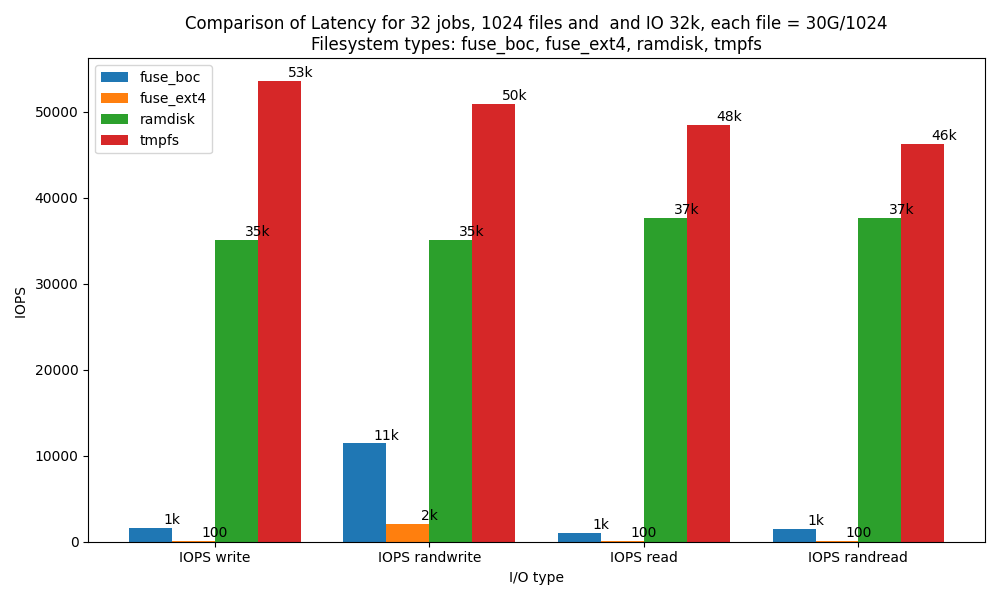 Comparison of Latency for 32 jobs, 1024 files and  and IO 32k, each file = 30G/1024
Filesystem types: fuse_boc, fuse_ext4, ramdisk, tmpfs
fuse_boc
fuse_ext4
ramdisk
tmpfs
IOPS
50000
40000
30000
20000
10000
0
1k
100
35k
53k
11k
2k
35k
50k
1k
100
37k
48k
1k
100
37k
46k
IOPS write
IOPS randwrite
IOPS read
IOPS randread
I/O type